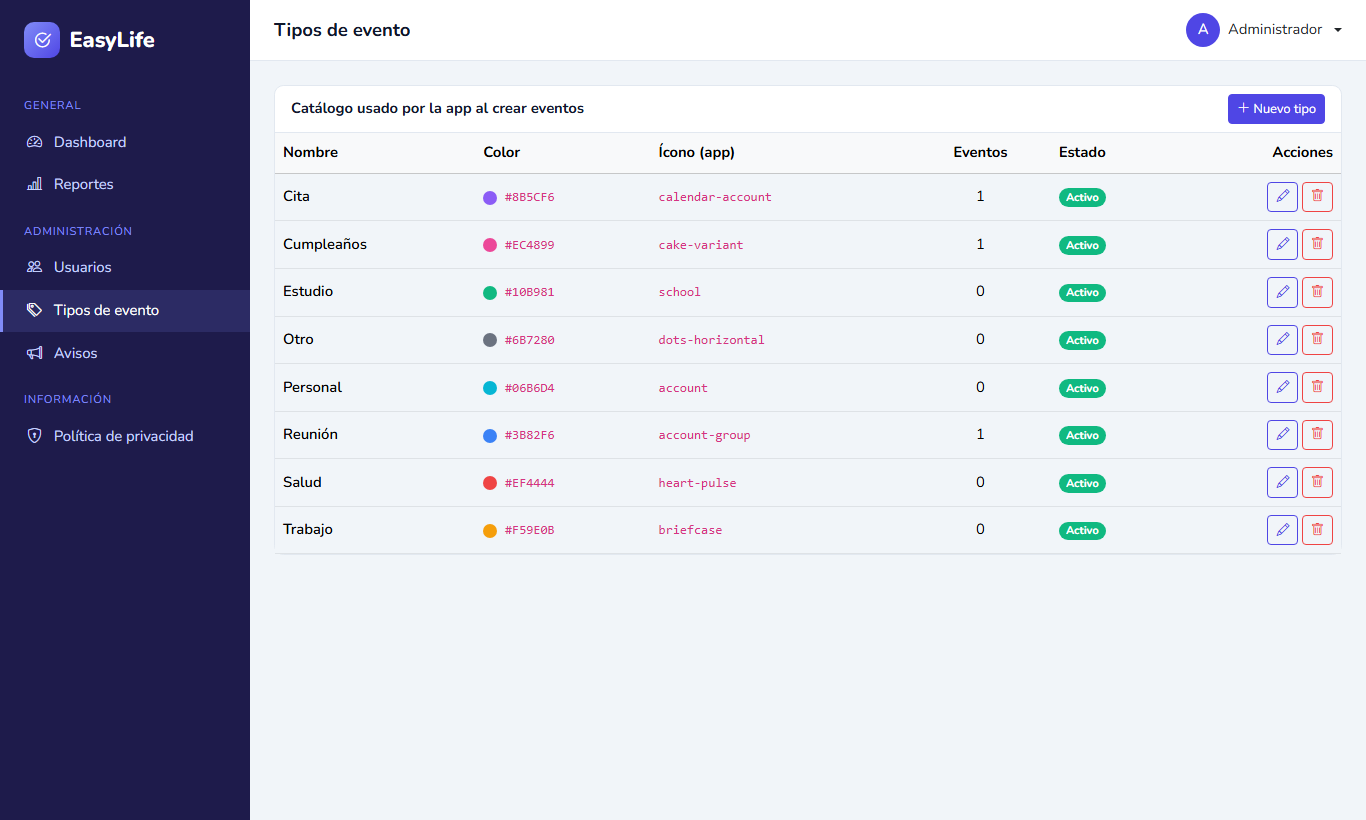 EasyLife
GENERAL
Dashboard
Reportes
ADMINISTRACIÓN
Usuarios
Tipos de evento
Avisos
INFORMACIÓN
Política de privacidad
Tipos de evento
A Administrador
Catálogo usado por la app al crear eventos
+ Nuevo tipo
Nombre Color Ícono (app) Eventos Estado Acciones
Cita #8B5CF6 calendar-account 1 Activo
Cumpleaños #EC4899 cake-variant 1 Activo
Estudio #10B981 school 0 Activo
Otro #6B7280 dots-horizontal 0 Activo
Personal #06B6D4 account 0 Activo
Reunión #3B82F6 account-group 1 Activo
Salud #EF4444 heart-pulse 0 Activo
Trabajo #F59E0B briefcase 0 Activo